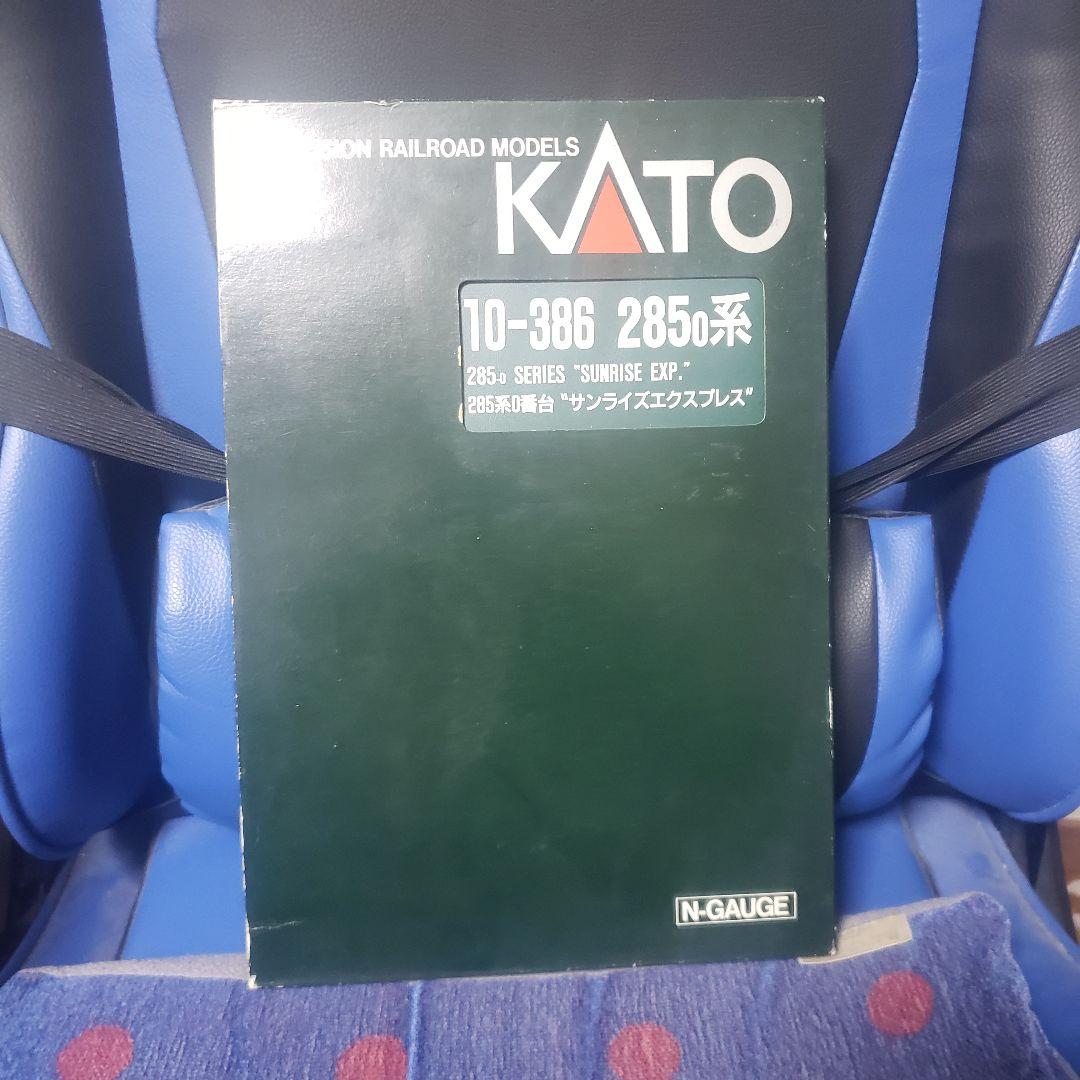 RAILROAD MODELS
KATO
10-386 285₀系
285-₀ SERIES "SUNRISE EXP."
285系0番台 "サンライズエクスプレス"
N-GAUGE